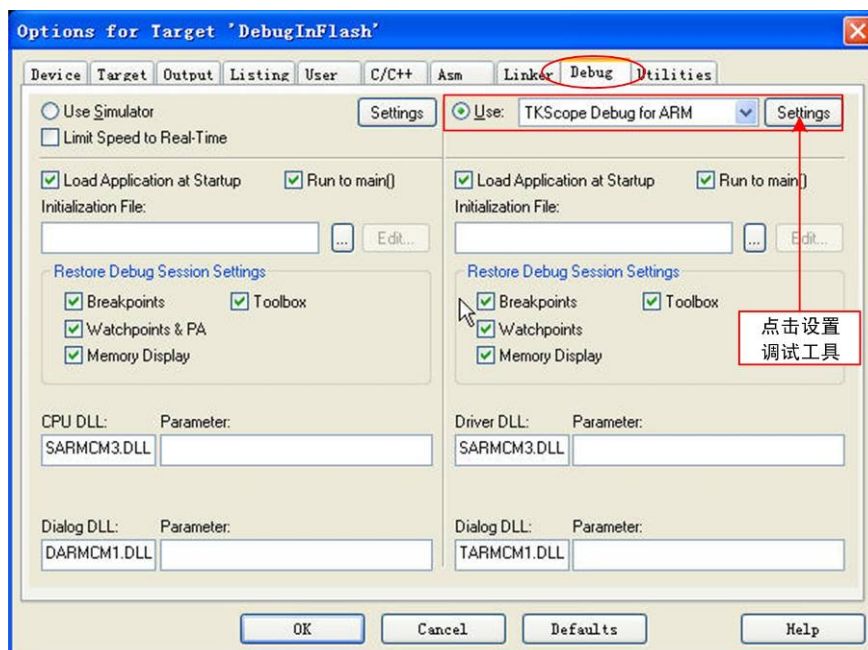 Options for Target 'DebugInFlash'
Device Target Output Listing User C/C++ Asm Linker Debug Utilities
Use Simulator Settings Use: TKScope Debug for ARM Settings
Limit Speed to Real-Time
Load Application at Startup Run to main() Load Application at Startup Run to main()
Initialization File: Initialization File:
... Edit... ... Edit...
Restore Debug Session Settings Restore Debug Session Settings
Breakpoints Toolbox Breakpoints Toolbox
Watchpoints & PA Watchpoints
Memory Display Memory Display
点击设置
调试工具
CPU DLL: Parameter: Driver DLL: Parameter:
SARMCM3.DLL SARMCM3.DLL
Dialog DLL: Parameter: Dialog DLL: Parameter:
DARMCM1.DLL TARMCM1.DLL
OK Cancel Defaults Help